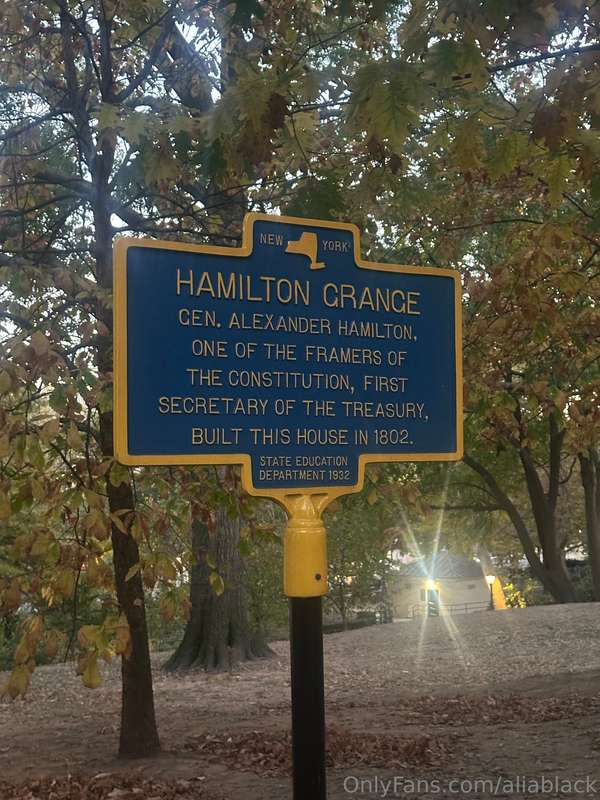 NEW YORK
HAMILTON GRANGE
GEN. ALEXANDER HAMILTON,
ONE OF THE FRAMERS OF
THE CONSTITUTION, FIRST
SECRETARY OF THE TREASURY,
BUILT THIS HOUSE IN 1802.
STATE EDUCATION
DEPARTMENT 1932
OnlyFans.com/aliablack